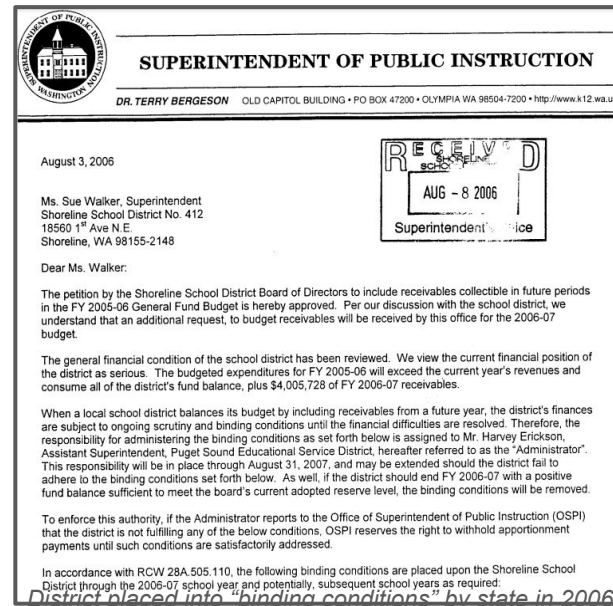 SUPERINTENDENT OF PUBLIC INSTRUCTION
SUPERINTENDENT OF PUBLIC INSTRUCTION
WASHINGTON
DR. TERRY BERGESON OLD CAPITOL BUILDING • PO BOX 47200 • OLYMPIA WA 98504-7200 • http://www.k12.wa.u
August 3, 2006
RECEIV D
SHORELINE
AUG - 8 2006
Superintendent's
Ms. Sue Walker, Superintendent
Shoreline School District No. 412
18560 1st Ave N.E.
Shoreline, WA 98155-2148
Dear Ms. Walker:
The petition by the Shoreline School District Board of Directors to include receivables collectible in future periods
in the FY 2005-06 General Fund Budget is hereby approved. Per our discussion with the school district, we
understand that an additional request, to budget receivables will be received by this office for the 2006-07
budget.
The general financial condition of the school district has been reviewed. We view the current financial position of
the district as serious. The budgeted expenditures for FY 2005-06 will exceed the current year's revenues and
consume all of the district's fund balance, plus $4,005,728 of FY 2006-07 receivables.
When a local school district balances its budget by including receivables from a future year, the district's finances
are subject to ongoing scrutiny and binding conditions until the financial difficulties are resolved. Therefore, the
responsibility for administering the binding conditions as set forth below is assigned to Mr. Harvey Erickson,
Assistant Superintendent, Puget Sound Educational Service District, hereafter referred to as the “Administrator”.
This responsibility will be in place through August 31, 2007, and may be extended should the district fail to
adhere to the binding conditions set forth below. As well, if the district should end FY 2006-07 with a positive
fund balance sufficient to meet the board's current adopted reserve level, the binding conditions will be removed.
To enforce this authority, if the Administrator reports to the Office of Superintendent of Public Instruction (OSPI)
that the district is not fulfilling any of the below conditions, OSPI reserves the right to withhold apportionment
payments until such conditions are satisfactorily addressed.
In accordance with RCW 28A.505.110, the following binding conditions are placed upon the Shoreline School
District through the 2006-07 school year and potentially, subsequent school years as required:
District placed into “binding conditions” by state in 2006